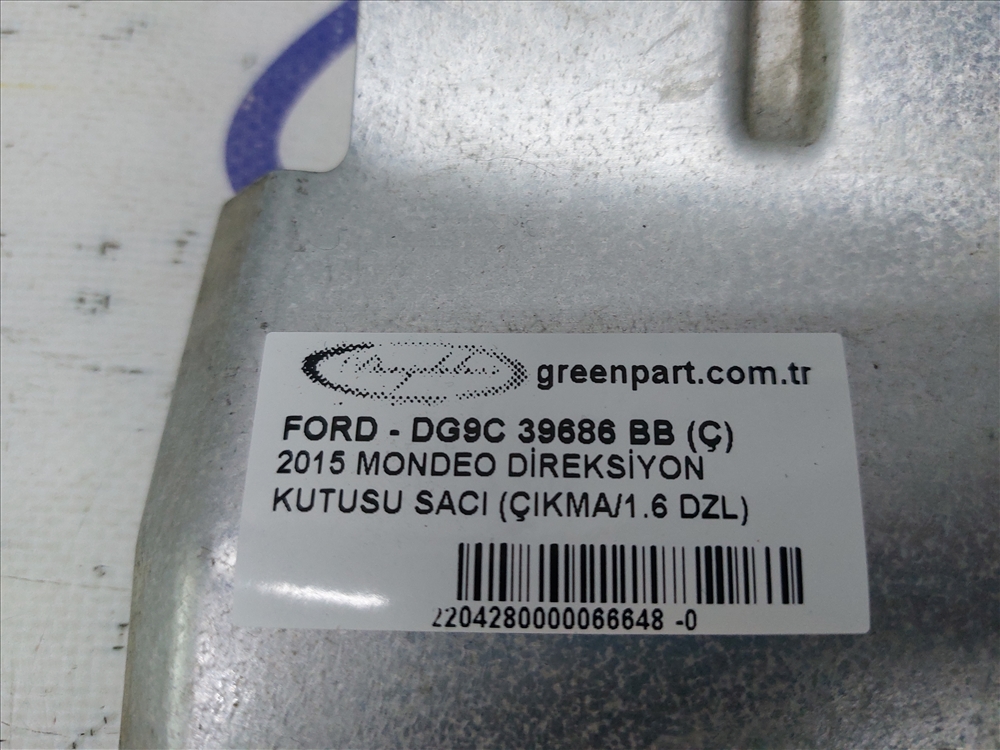 greenpart.com.tr
FORD - DG9C 39686 BB (Ç)
2015 MONDEO DİREKSİYON
KUTUSU SACI (ÇIKMA/1.6 DZL)
2204280000066648 -0